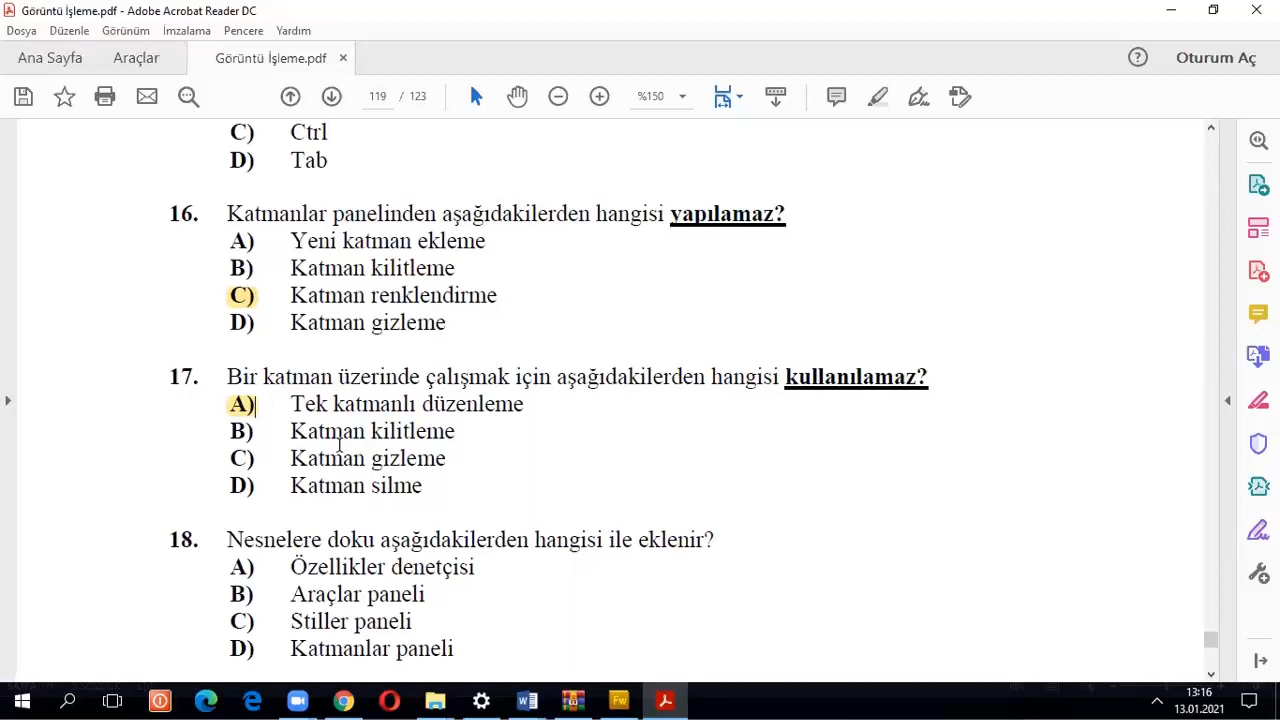 Görüntü İşleme.pdf - Adobe Acrobat Reader DC
Dosya Düzenle Görünüm İmzalama Pencere Yardım
Ana Sayfa Araçlar Görüntü İşleme.pdf × Oturum Aç
119 / 123 %150
C) Ctrl
D) Tab
16. Katmanlar panelinden aşağıdakilerden hangisi yapılamaz?
A) Yeni katman ekleme
B) Katman kilitleme
C) Katman renklendirme
D) Katman gizleme
17. Bir katman üzerinde çalışmak için aşağıdakilerden hangisi kullanılamaz?
A) Tek katmanlı düzenleme
B) Katman kilitleme
C) Katman gizleme
D) Katman silme
18. Nesnelere doku aşağıdakilerden hangisi ile eklenir?
A) Özellikler denetçisi
B) Araçlar paneli
C) Stiller paneli
D) Katmanlar paneli
Fw
13:16
13.01.2021